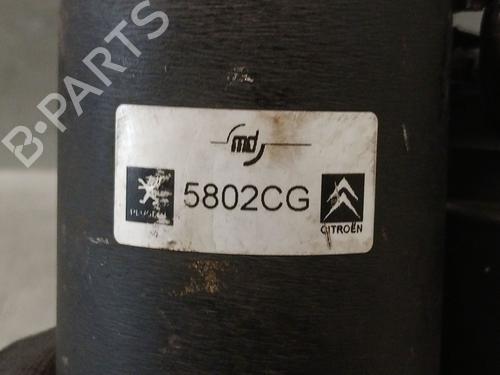 B-PARTS
md
5802CG
PEUGEOT
CITROËN